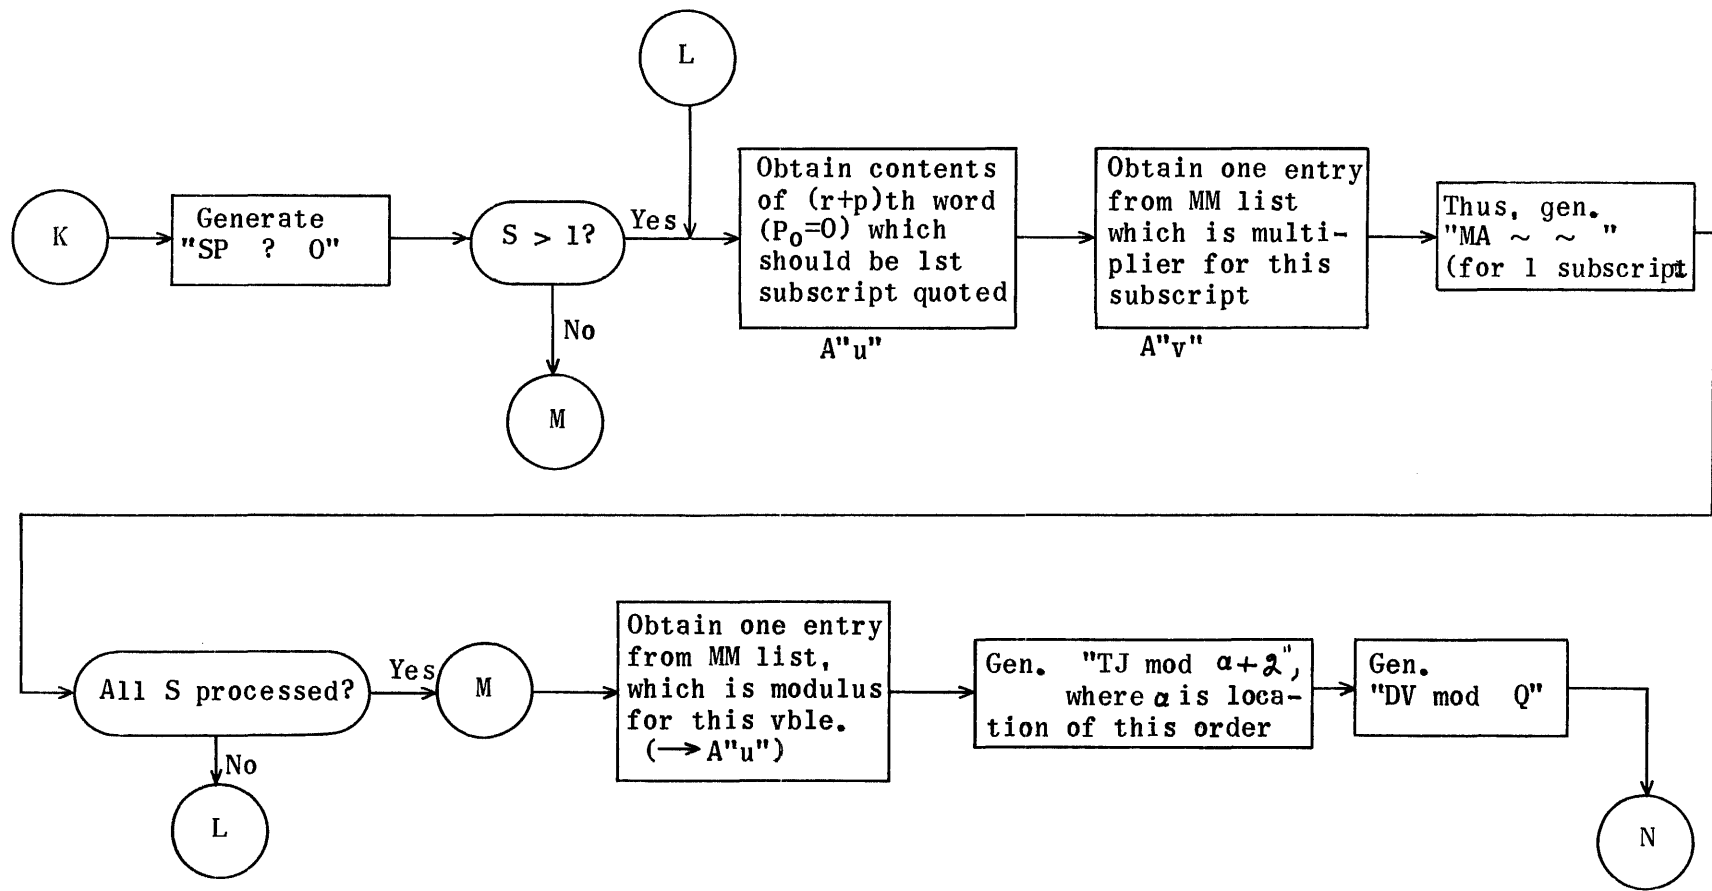 L
K
Generate
"SP ? 0"
S > 1?
Yes
No
M
Obtain contents
of (r+p)th word
(P₀=0) which
should be 1st
subscript quoted
A"u"
Obtain one entry
from MM list
which is multi-
plier for this
subscript
A"v"
Thus, gen.
"MA ~ ~ "
(for 1 subscript
All S processed?
Yes
No
L
M
Obtain one entry
from MM list,
which is modulus
for this vble.
(→ A"u")
Gen. "TJ mod α+2",
where α is loca-
tion of this order
Gen.
"DV mod Q"
N